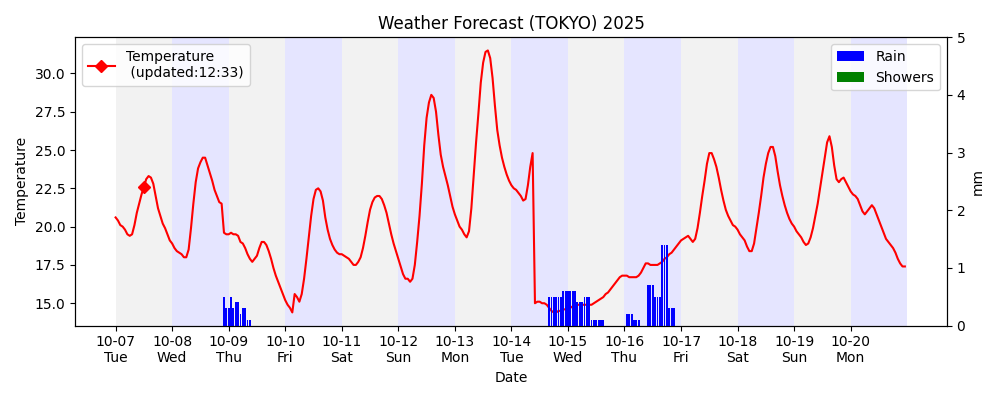 Weather Forecast (TOKYO) 2025
Temperature
(updated:12:33)
Rain
Showers
30.0
27.5
25.0
22.5
20.0
17.5
15.0
Temperature
5
4
3
2
1
0
mm
10-07 10-08 10-09 10-10 10-11 10-12 10-13 10-14 10-15 10-16 10-17 10-18 10-19 10-20
Tue Wed Thu Fri Sat Sun Mon Tue Wed Thu Fri Sat Sun Mon
Date